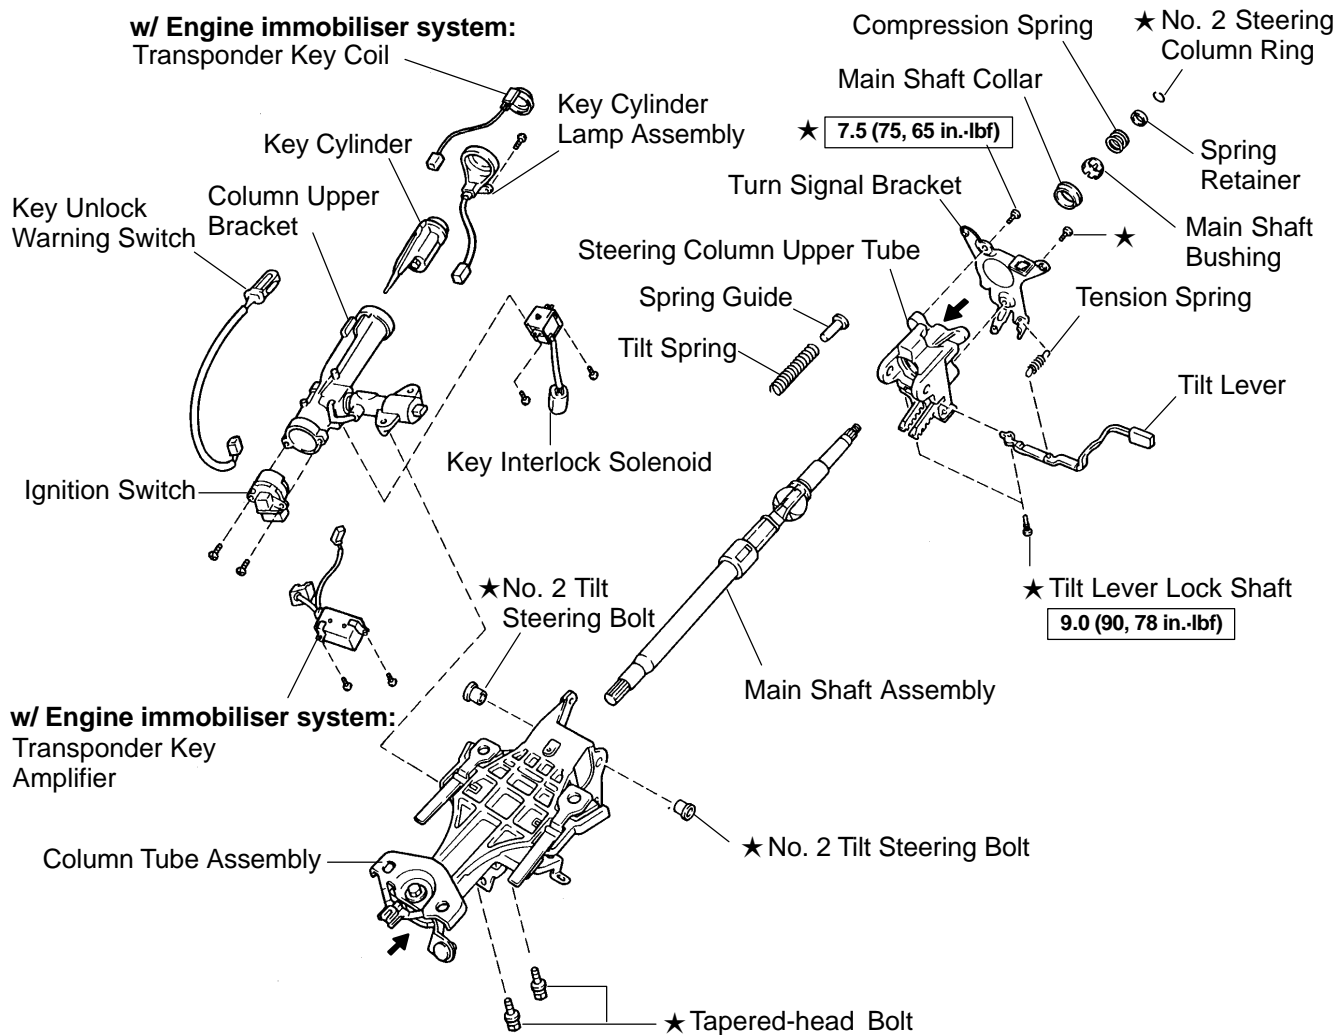 w/ Engine immobiliser system:
Transponder Key Coil
Compression Spring
★ No. 2 Steering
Column Ring
Main Shaft Collar
Key Cylinder
Lamp Assembly
★ 7.5 (75, 65 in.-lbf)
Key Cylinder
Spring
Retainer
Turn Signal Bracket
Column Upper
Bracket
Key Unlock
Warning Switch
Main Shaft
Bushing
★
Steering Column Upper Tube
Spring Guide
Tension Spring
Tilt Spring
Tilt Lever
Key Interlock Solenoid
Ignition Switch
★ No. 2 Tilt
Steering Bolt
★ Tilt Lever Lock Shaft
9.0 (90, 78 in.-lbf)
Main Shaft Assembly
w/ Engine immobiliser system:
Transponder Key
Amplifier
★ No. 2 Tilt Steering Bolt
Column Tube Assembly
★ Tapered-head Bolt